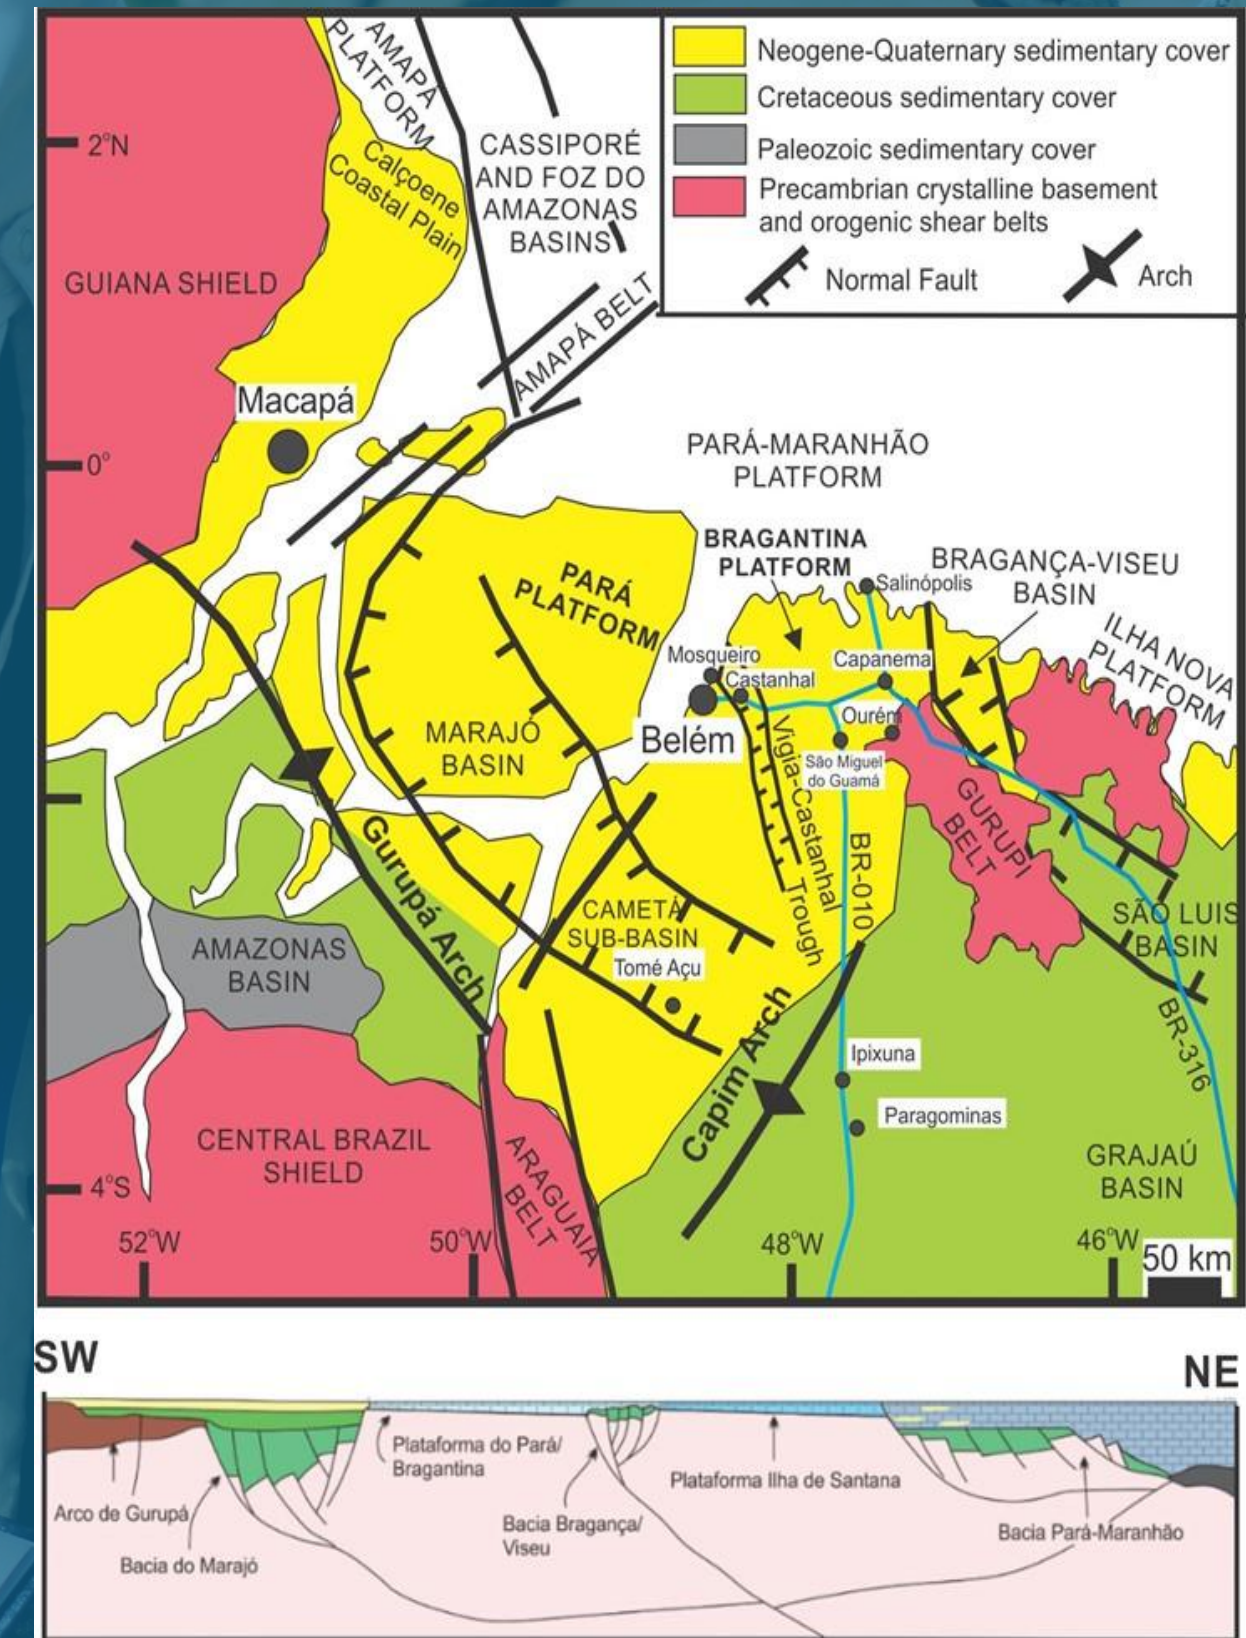 AMAPÁ
PLATFORM
Neogene-Quaternary sedimentary cover
Cretaceous sedimentary cover
Paleozoic sedimentary cover
Precambrian crystalline basement
and orogenic shear belts
Normal Fault
Arch
2°N
Calçoene
Coastal Plain
CASSIPORÉ
AND FOZ DO
AMAZONAS
BASINS
GUIANA SHIELD
AMAPÁ BELT
Macapá
0°
PARÁ-MARANHÃO
PLATFORM
BRAGANTINA
PLATFORM
BRAGANÇA-VISEU
BASIN
Salinópolis
PARÁ
PLATFORM
ILHA NOVA
PLATFORM
Mosqueiro
Castanhal
Capanema
Ourém
Belém
MARAJÓ
BASIN
São Miguel
do Guamá
Vigia-Castanhal Trough
GURUPI
BELT
BR-010
Gurupá Arch
CAMETÁ
SUB-BASIN
Tomé Açu
SÃO LUIS
BASIN
AMAZONAS
BASIN
BR-316
Capim Arch
Ipixuna
Paragominas
CENTRAL BRAZIL
SHIELD
ARAGUAIA
BELT
GRAJAÚ
BASIN
4°S
52°W
50°W
48°W
46°W
50 km
SW
NE
Arco de Gurupá
Bacia do Marajó
Plataforma do Pará/
Bragantina
Bacia Bragança/
Viseu
Plataforma Ilha de Santana
Bacia Pará-Maranhão